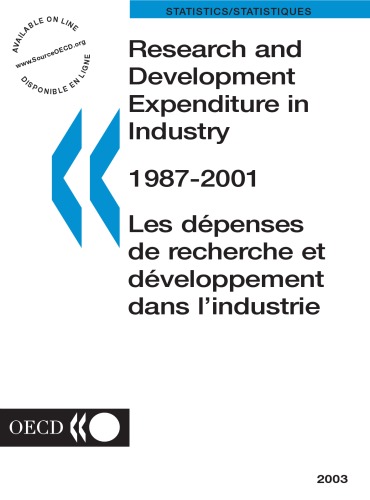 STATISTICS/STATISTIQUES
AVAILABLE ON LINE
www.SourceOECD.org
DISPONIBLE EN LIGNE
Research and
Development
Expenditure in
Industry
1987-2001
Les dépenses
de recherche et
développement
dans l'industrie
OECD
2003